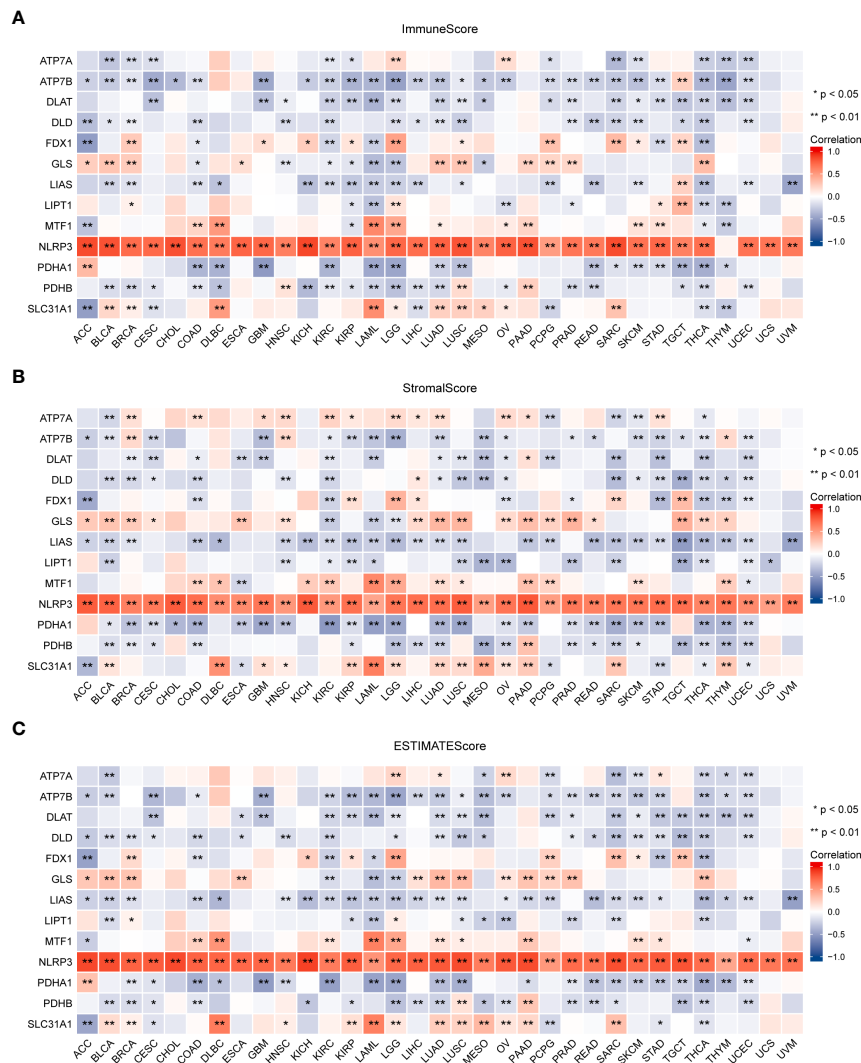 A
ImmuneScore
ATP7A
ATP7B
DLAT
DLD
FDX1
GLS
LIAS
LIPT1
MTF1
NLRP3
PDHA1
PDHB
SLC31A1
ACC BLCA BRCA CESC CHOL COAD DLBC ESCA GBM HNSC KICH KIRC KIRP LAML LGG LIHC LUAD LUSC MESO OV PAAD PCPG PRAD READ SARC SKCM STAD TGCT THCA THYM UCEC UCS UVM
* p < 0.05
** p < 0.01
Correlation
1.0
0.5
0.0
−0.5
−1.0
B
StromalScore
ATP7A
ATP7B
DLAT
DLD
FDX1
GLS
LIAS
LIPT1
MTF1
NLRP3
PDHA1
PDHB
SLC31A1
ACC BLCA BRCA CESC CHOL COAD DLBC ESCA GBM HNSC KICH KIRC KIRP LAML LGG LIHC LUAD LUSC MESO OV PAAD PCPG PRAD READ SARC SKCM STAD TGCT THCA THYM UCEC UCS UVM
* p < 0.05
** p < 0.01
Correlation
1.0
0.5
0.0
−0.5
−1.0
C
ESTIMATEScore
ATP7A
ATP7B
DLAT
DLD
FDX1
GLS
LIAS
LIPT1
MTF1
NLRP3
PDHA1
PDHB
SLC31A1
ACC BLCA BRCA CESC CHOL COAD DLBC ESCA GBM HNSC KICH KIRC KIRP LAML LGG LIHC LUAD LUSC MESO OV PAAD PCPG PRAD READ SARC SKCM STAD TGCT THCA THYM UCEC UCS UVM
* p < 0.05
** p < 0.01
Correlation
1.0
0.5
0.0
−0.5
−1.0